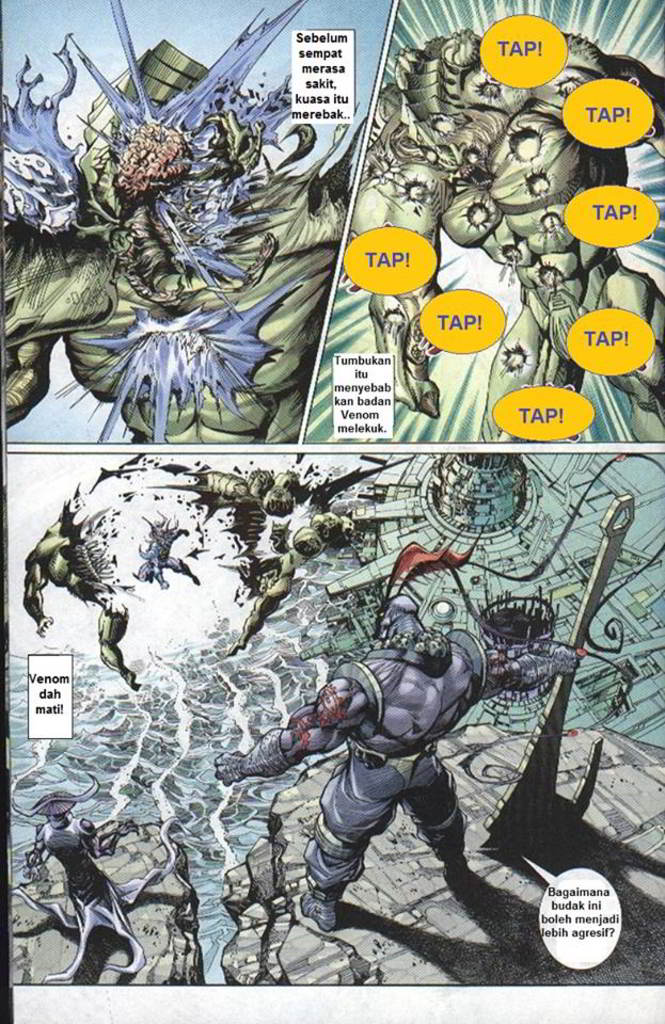 Sebelum
sempat
merasa
sakit,
kuasa itu
merebak..
TAP!
TAP!
TAP!
TAP!
TAP!
TAP!
TAP!
Tumbukan
itu
menyebab
kan badan
Venom
melekuk.
Venom
dah
mati!
Bagaimana
budak ini
boleh menjadi
lebih agresif?